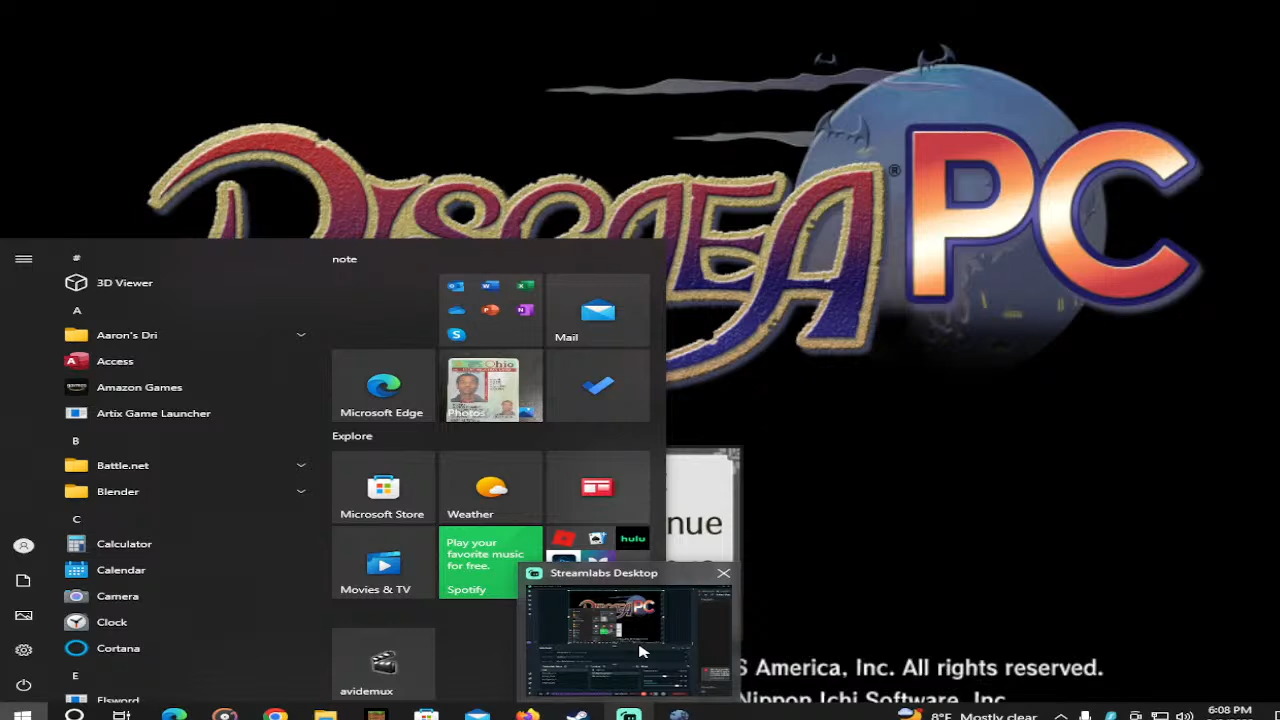 DISGAEA® PC
#
note
3D Viewer
A
Aaron's Dri
Mail
Access
Amazon Games
Ohio
Microsoft Edge
Photos
Artix Game Launcher
B
Explore
Battle.net
Blender
Microsoft Store
Weather
nue
C
Calculator
hulu
Play your
favorite music
for free.
Calendar
Streamlabs Desktop
Movies & TV
Spotify
Camera
Clock
Cortana
S America, Inc. All rights reserved.
avidemux
Elsword
Nippon Ichi Software, Inc.
8°F Mostly clear
6:08 PM